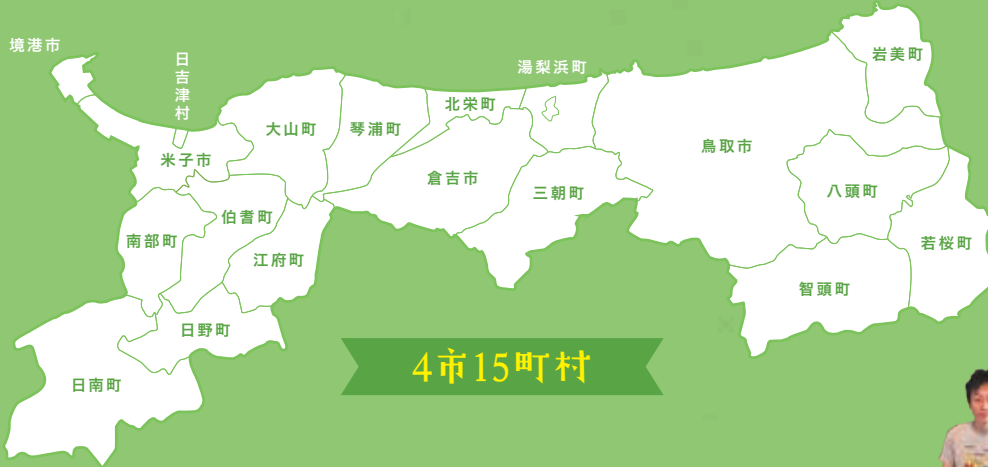 境港市
日吉津村
湯梨浜町
岩美町
北栄町
大山町
琴浦町
鳥取市
米子市
倉吉市
三朝町
八頭町
伯耆町
南部町
若桜町
江府町
智頭町
日野町
日南町
4市15町村